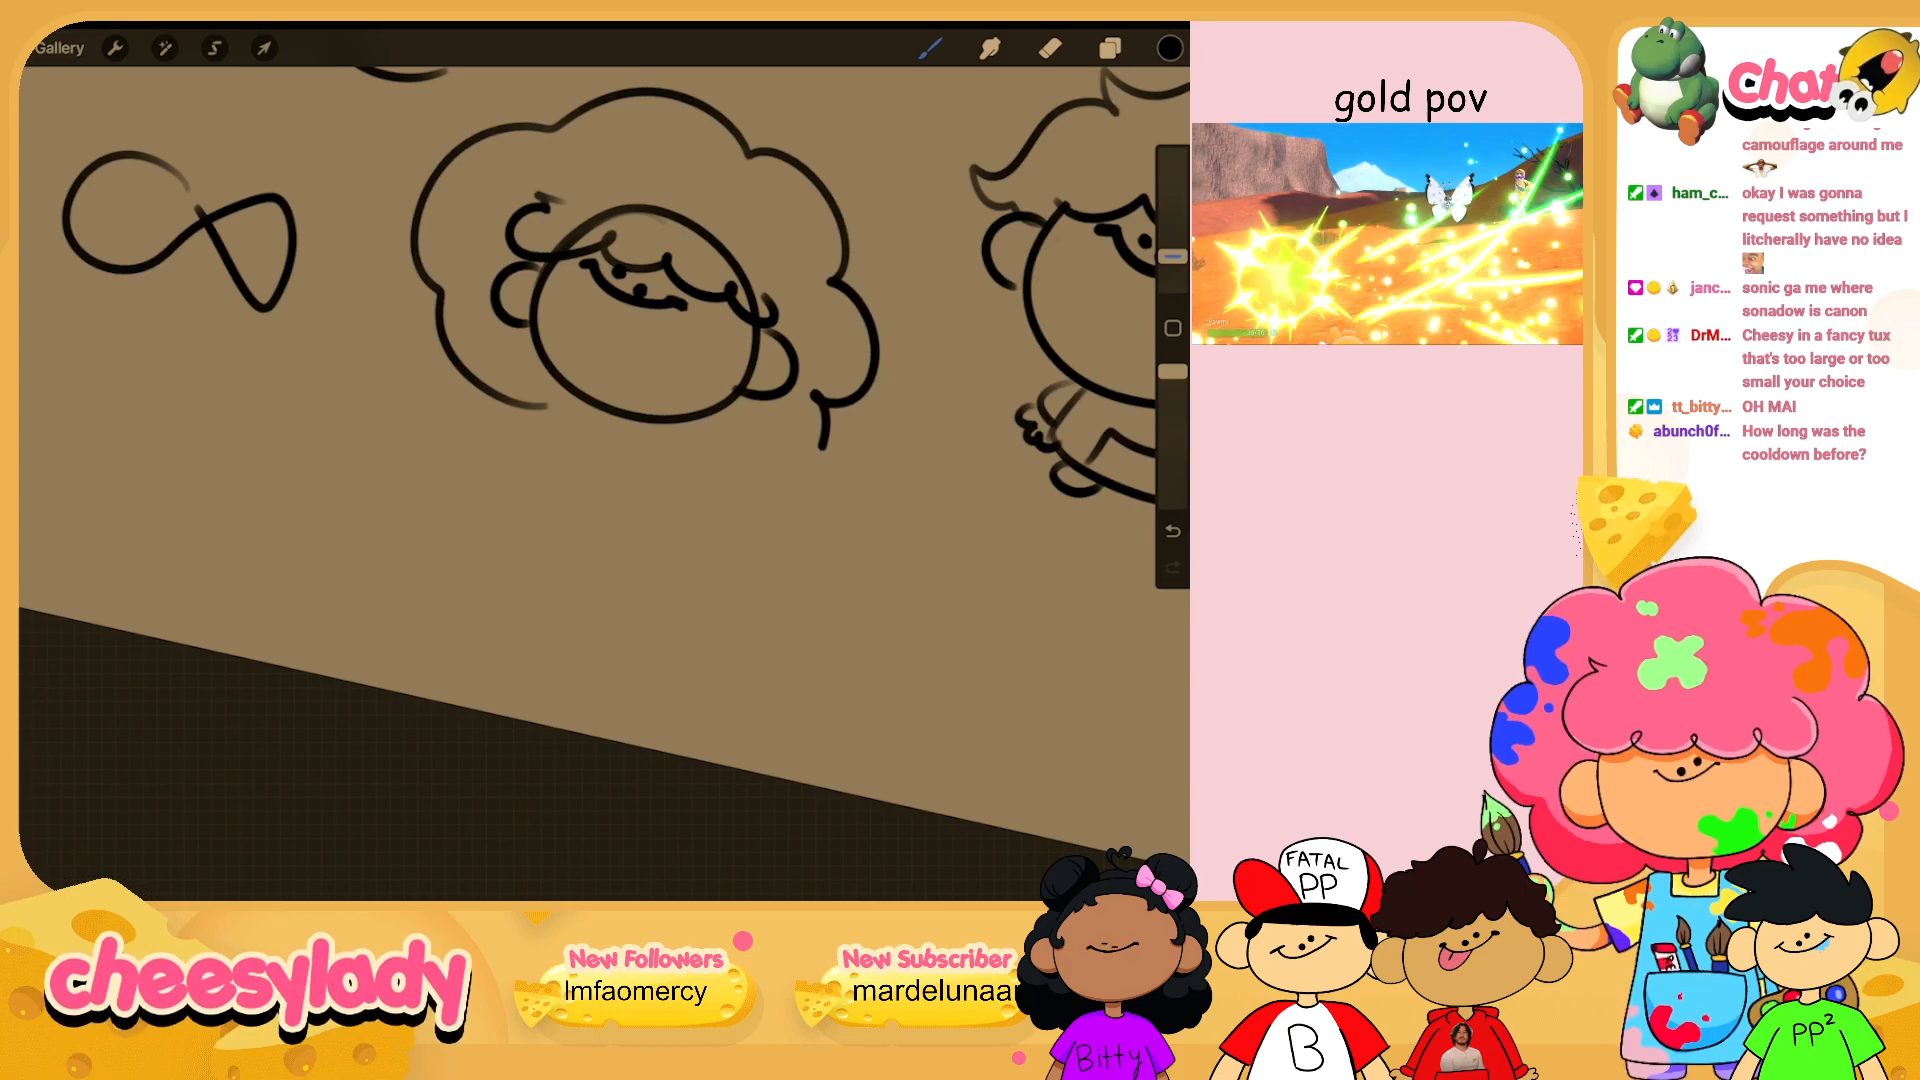 Gallery
gold pov
Chat
camouflage around me
ham_c... okay I was gonna
request something but I
litcherally have no idea
janc... sonic ga me where
sonadow is canon
DrM... Cheesy in a fancy tux
that's too large or too
small your choice
tt_bitty... OH MAI
abunch0f... How long was the
cooldown before?
FATAL
PP
cheesylady
New Followers
lmfaomercy
New Subscriber
mardelunaar
Bitty
B
PP²